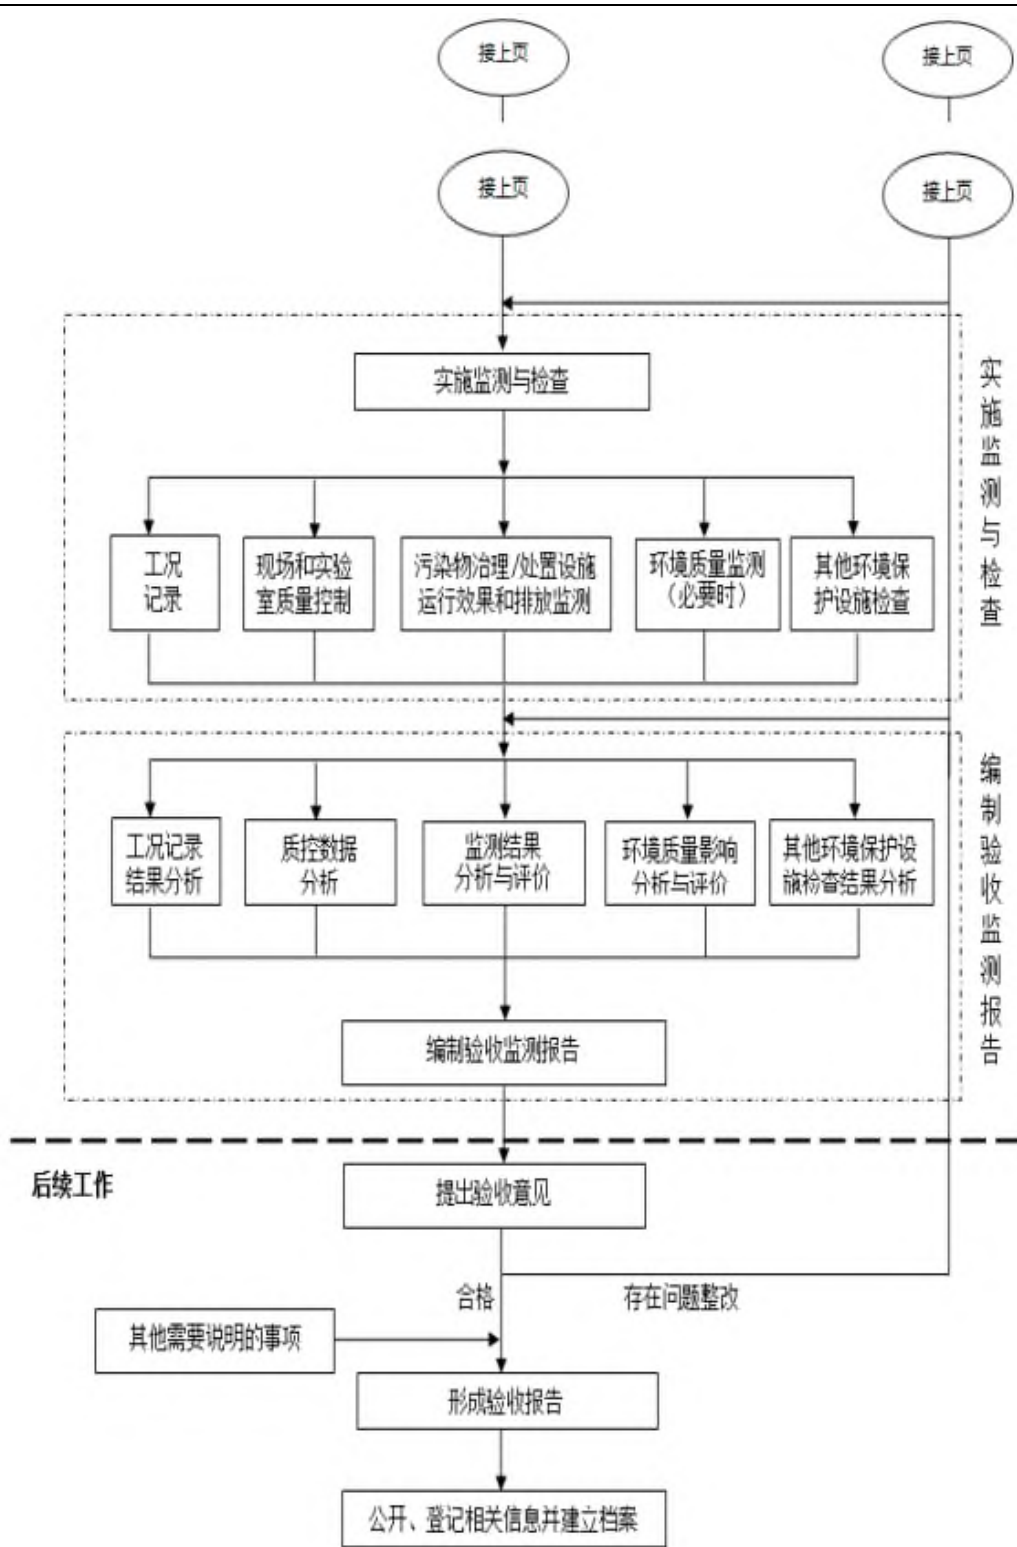 接上页
接上页
接上页
接上页
实施监测与检查
实施监测与检查
工况
记录
现场和实验
室质量控制
污染物治理/处置设施
运行效果和排放监测
环境质量监测
（必要时）
其他环境保
护设施检查
编制验收监测报告
工况记录
结果分析
质控数据
分析
监测结果
分析与评价
环境质量影响
分析与评价
其他环境保护设
施检查结果分析
编制验收监测报告
后续工作
提出验收意见
合格
存在问题整改
其他需要说明的事项
形成验收报告
公开、登记相关信息并建立档案